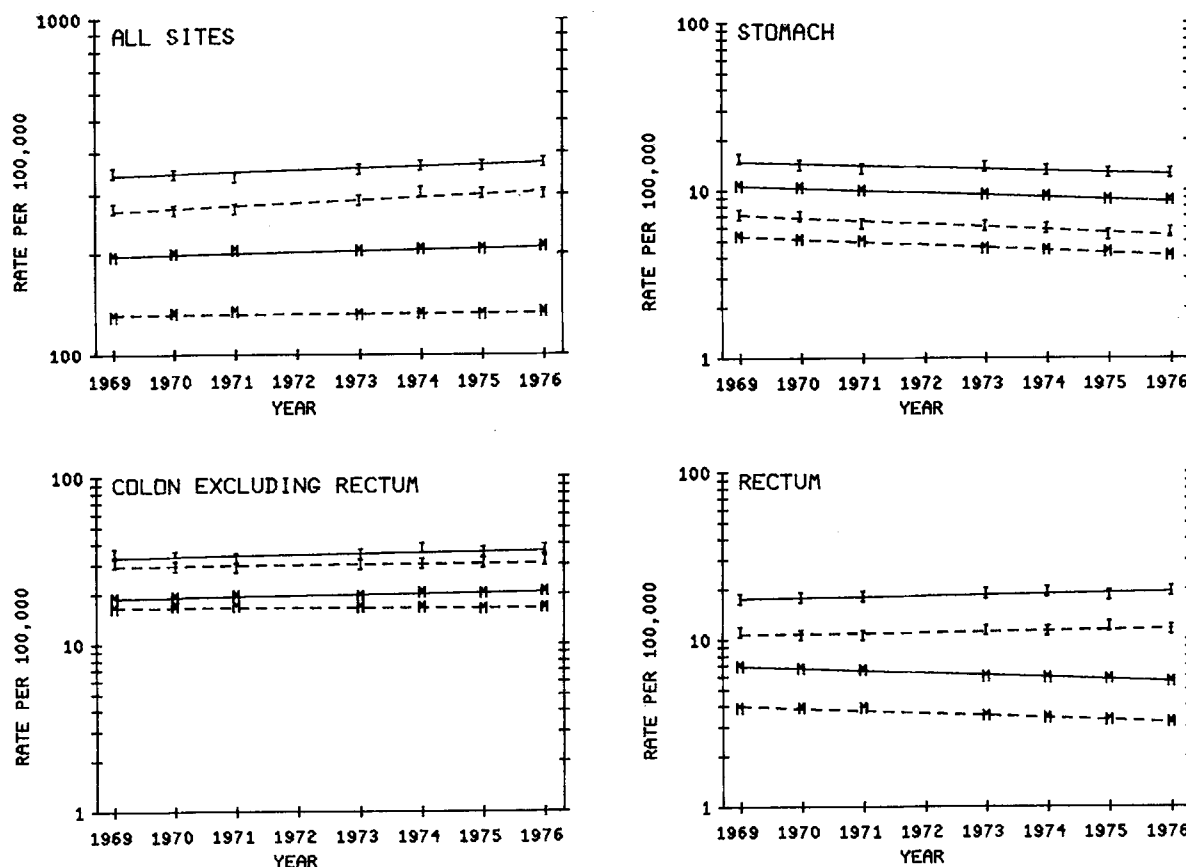 ALL SITES
RATE PER 100,000
1000
100
1969 1970 1971 1972 1973 1974 1975 1976
YEAR
I I I I I I I
I I I I I I I
M M M M M M M
M M M M M M M
STOMACH
RATE PER 100,000
100
10
1
1969 1970 1971 1972 1973 1974 1975 1976
YEAR
I I I I I I I
M M M M M M M
I I I I I I I
M M M M M M M
COLON EXCLUDING RECTUM
RATE PER 100,000
100
10
1
1969 1970 1971 1972 1973 1974 1975 1976
YEAR
I I I I I I I
I I I I I I I
M M M M M M M
M M M M M M M
RECTUM
RATE PER 100,000
100
10
1
1969 1970 1971 1972 1973 1974 1975 1976
YEAR
I I I I I I I
I I I I I I I
M M M M M M M
M M M M M M M